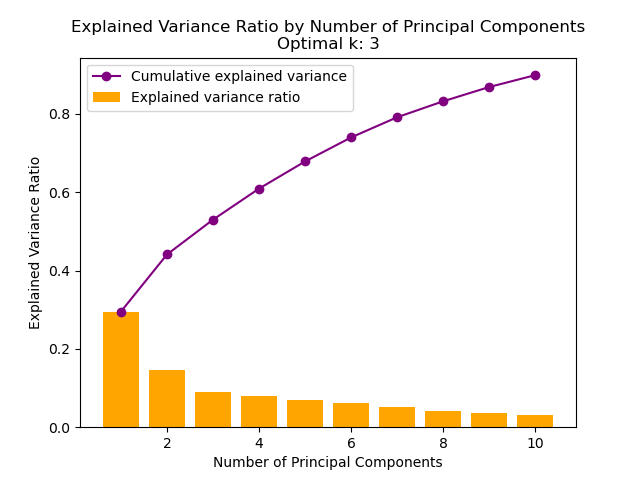 Explained Variance Ratio by Number of Principal Components
Optimal k: 3
Cumulative explained variance
Explained variance ratio
Explained Variance Ratio
0.8
0.6
0.4
0.2
0.0
2
4
6
8
10
Number of Principal Components